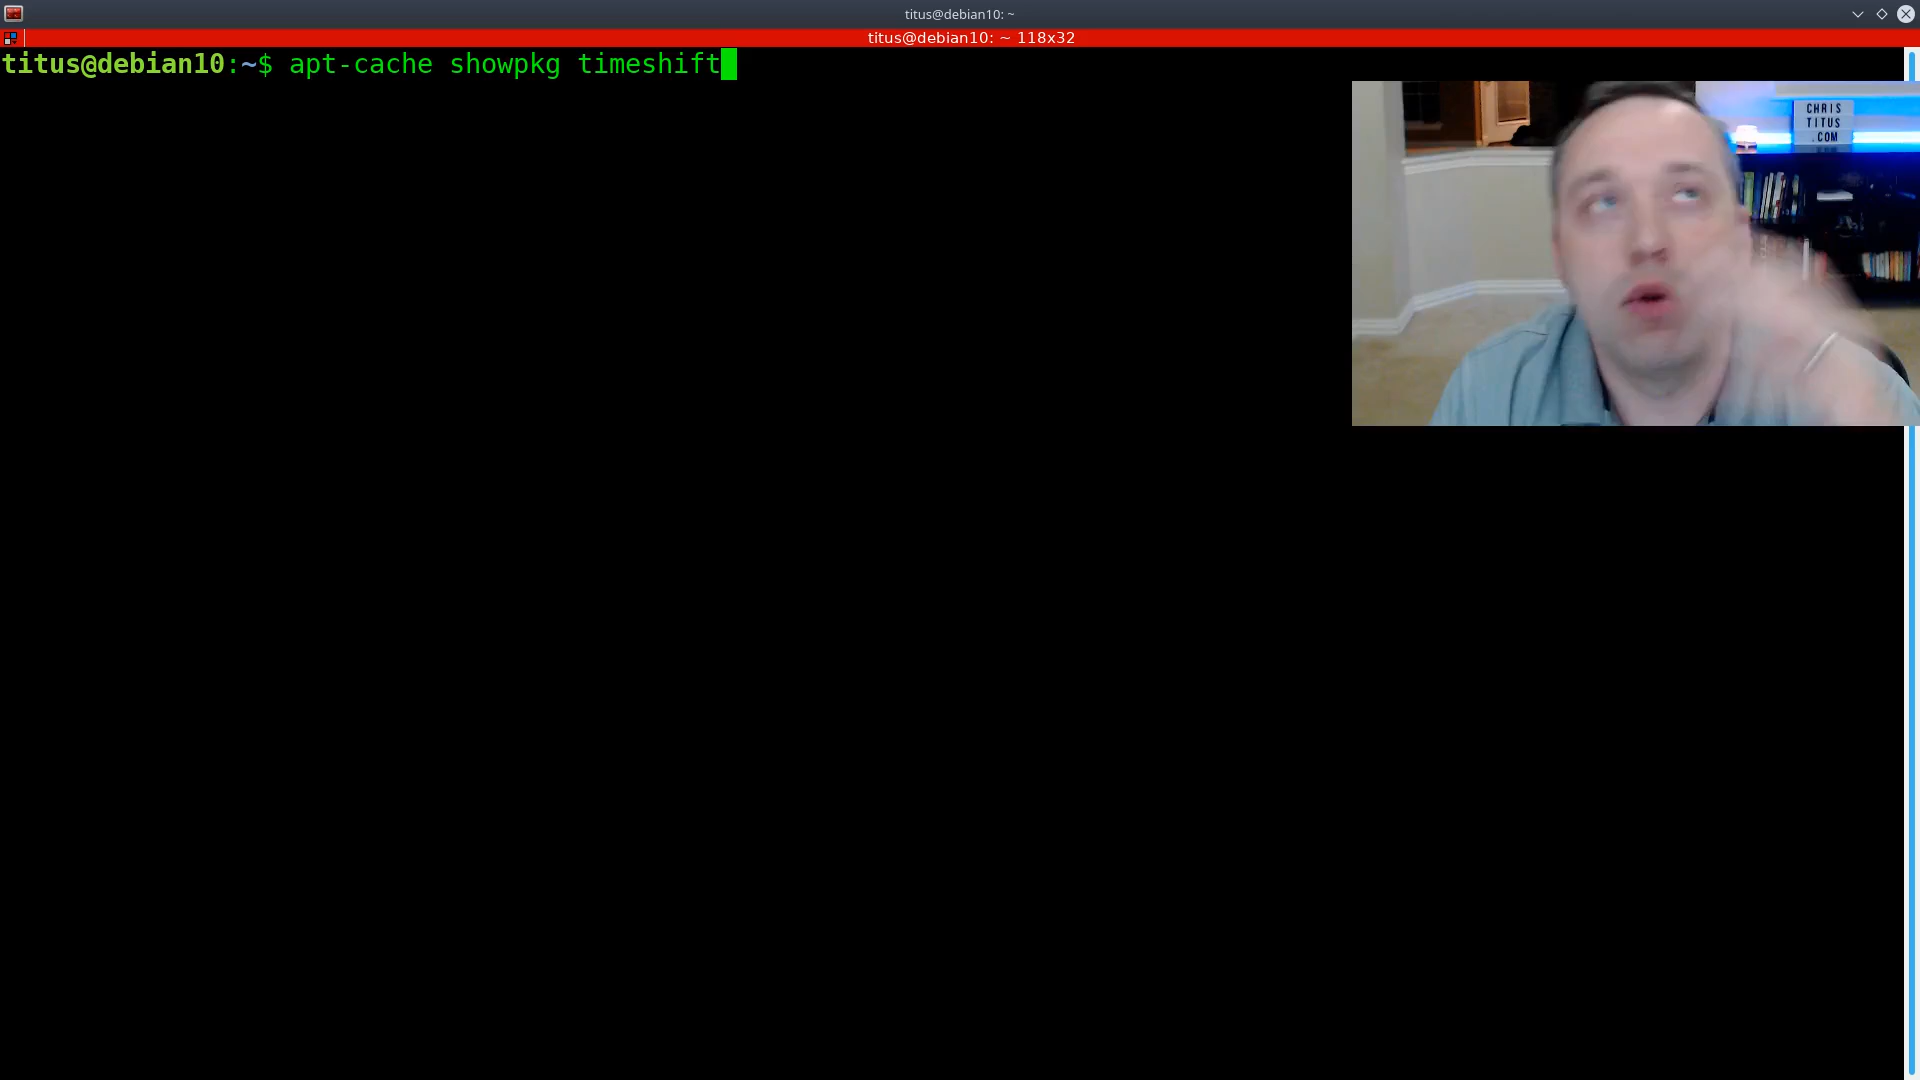 titus@debian10: ~
titus@debian10: ~ 118x32
titus@debian10:~$ apt-cache showpkg timeshift
CHRIS
TITUS
.COM